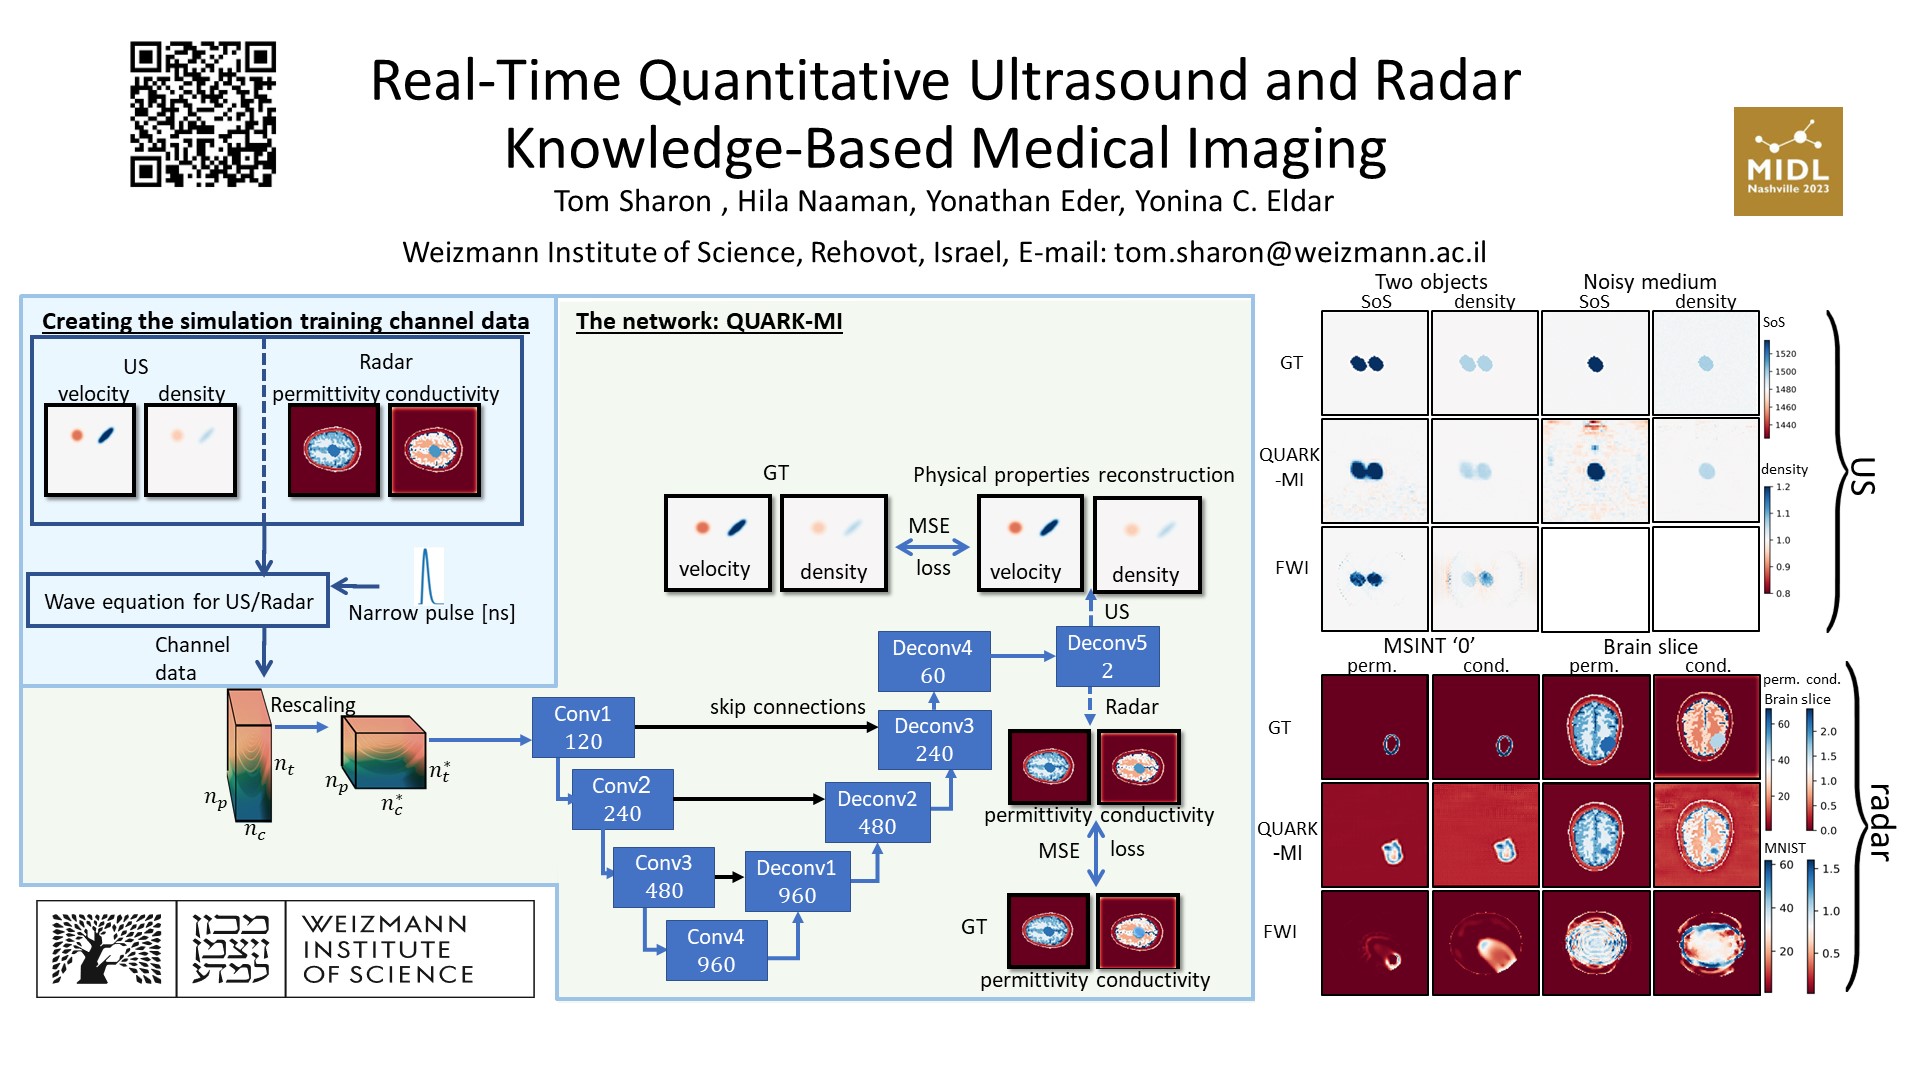 Real-Time Quantitative Ultrasound and Radar
Knowledge-Based Medical Imaging
Tom Sharon , Hila Naaman, Yonathan Eder, Yonina C. Eldar
Weizmann Institute of Science, Rehovot, Israel, E-mail: tom.sharon@weizmann.ac.il
MIDL
Nashville 2023
Creating the simulation training channel data
US
velocity density
Radar
permittivity conductivity
Wave equation for US/Radar
Narrow pulse [ns]
Channel
data
Rescaling
n_t
n_p
n_c
n_t^*
n_p
n_c^*
The network: QUARK-MI
GT
velocity
density
MSE
loss
Physical properties reconstruction
velocity
density
US
Conv1
120
Conv2
240
Conv3
480
Conv4
960
Deconv1
960
Deconv2
480
Deconv3
240
Deconv4
60
Deconv5
2
skip connections
Radar
permittivity conductivity
MSE loss
GT
permittivity conductivity
מכון
ויצמן
למדע
WEIZMANN
INSTITUTE
OF SCIENCE
Two objects Noisy medium
SoS density SoS density
GT
QUARK
-MI
FWI
SoS
1520
1500
1480
1460
1440
density
1.2
1.1
1.0
0.9
0.8
US
MSINT ‘0’ Brain slice
perm. cond. perm. cond.
GT
QUARK
-MI
FWI
perm. cond.
Brain slice
60
40
20
2.0
1.5
1.0
0.5
0.0
MNIST
60
40
20
1.5
1.0
0.5
radar